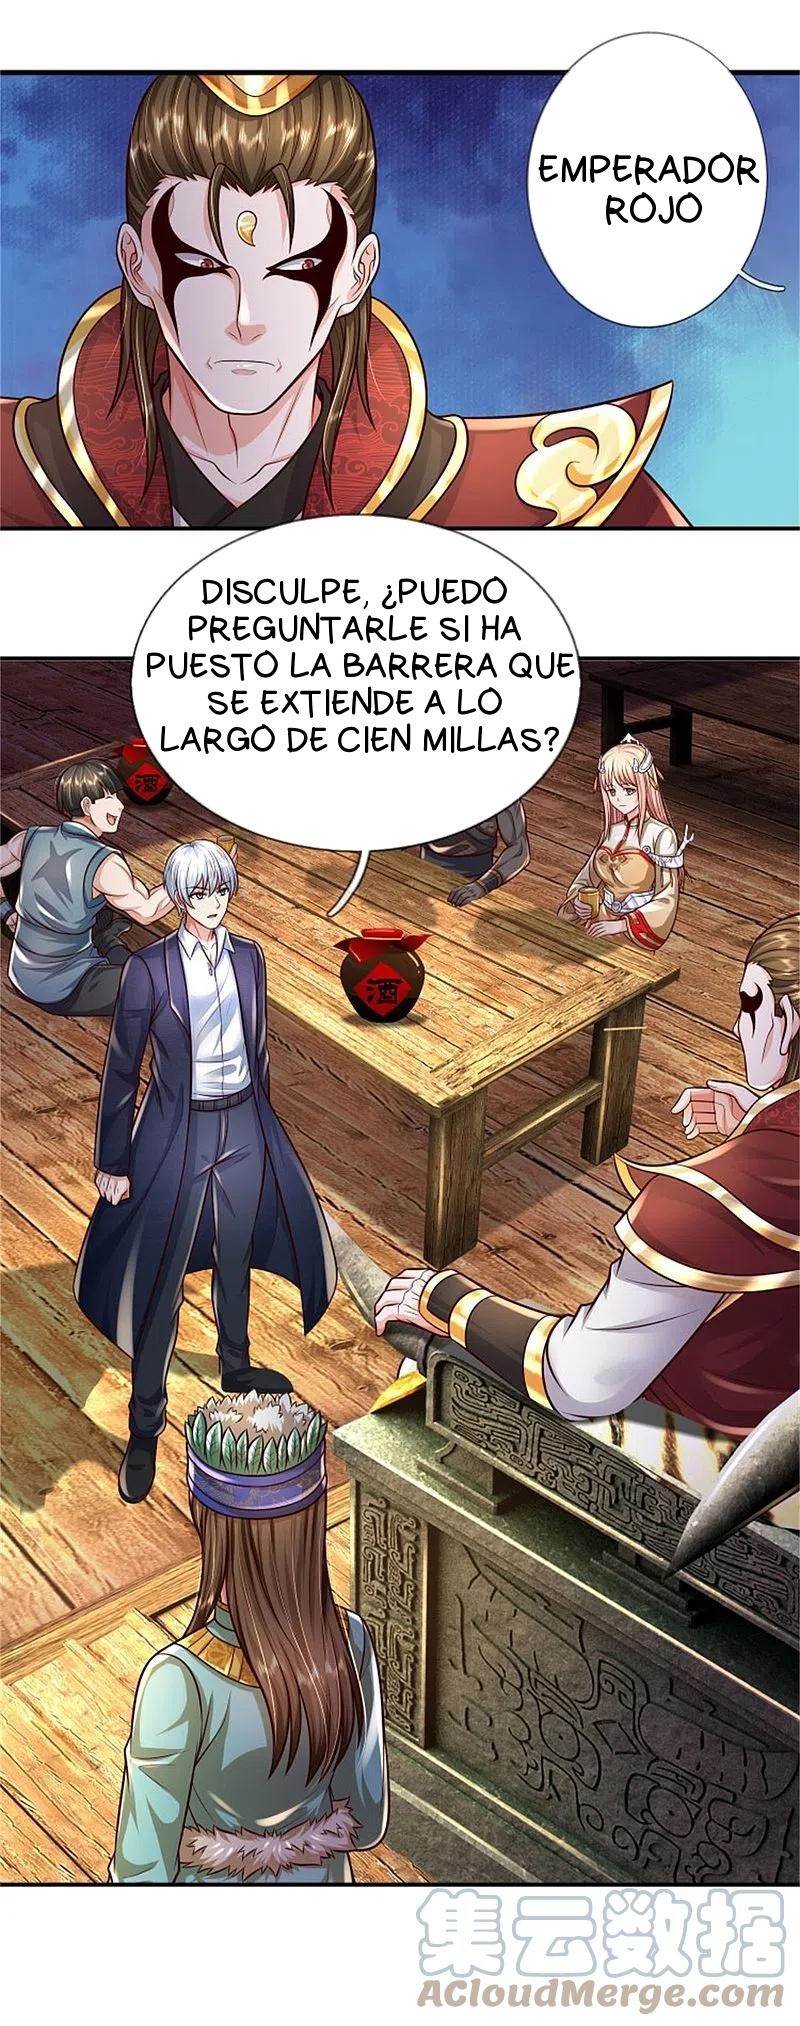 EMPERADOR
ROJO
DISCULPE, ¿PUEDO
PREGUNTARLE SI HA
PUESTO LA BARRERA QUE
SE EXTIENDE A LO
LARGO DE CIEN MILLAS?
酒
酒
集云数据
ACloudMerge.com